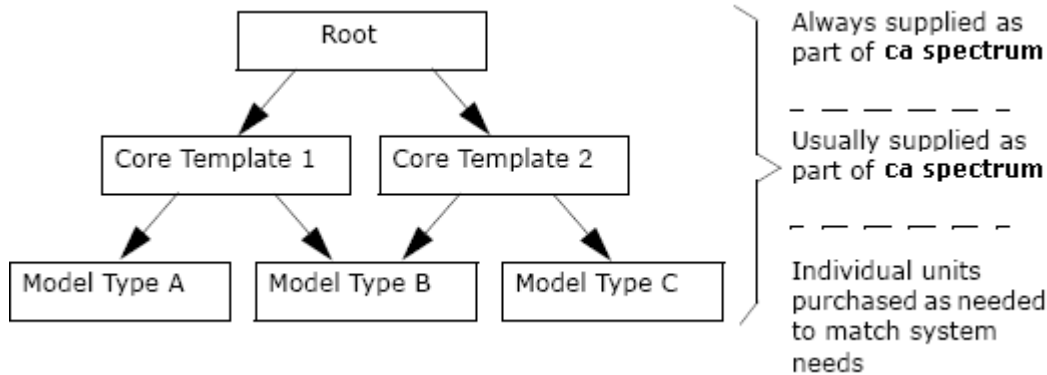 Root
Core Template 1
Core Template 2
Model Type A
Model Type B
Model Type C
Always supplied as
part of ca spectrum
Usually supplied as
part of ca spectrum
Individual units
purchased as needed
to match system
needs